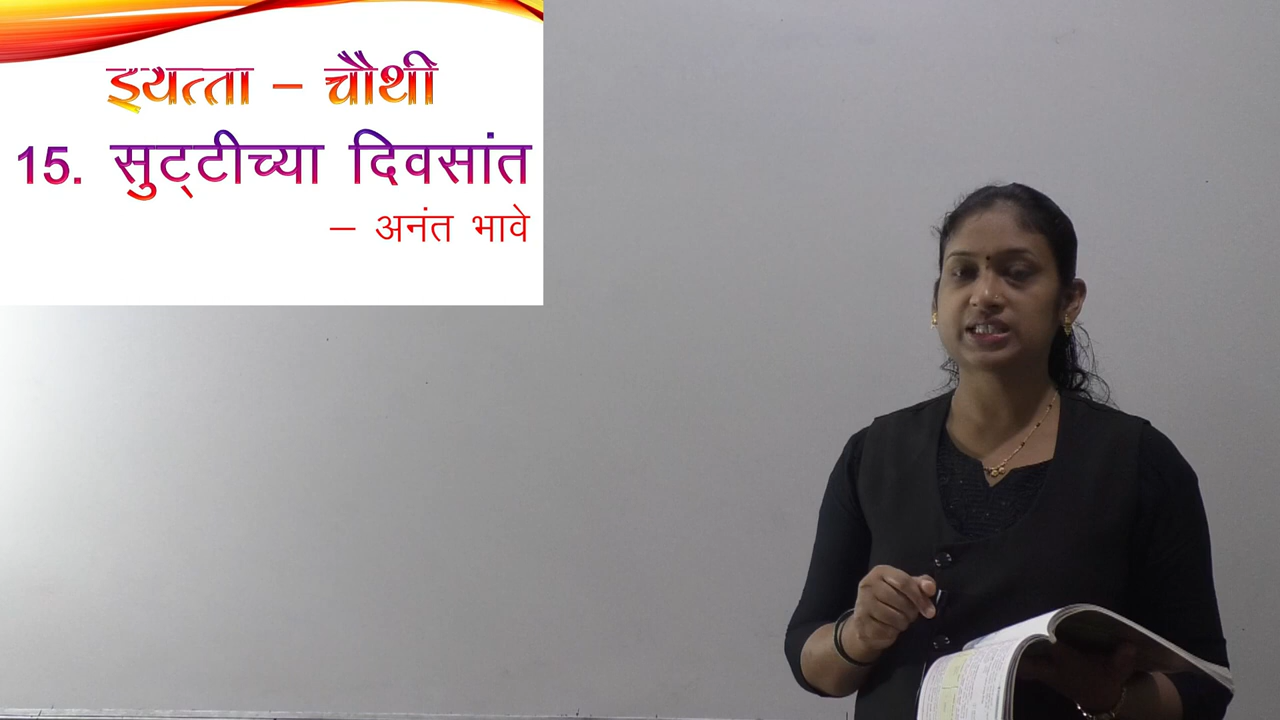 इयत्ता – चौथी
15. सुट्‌टीच्या दिवसांत
– अनंत भावे